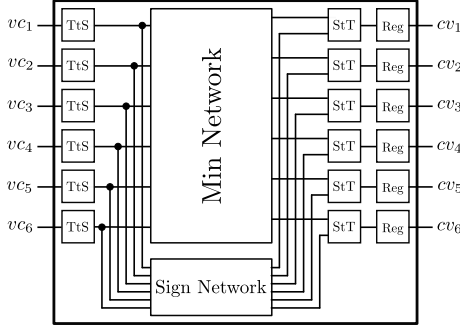 vc₁ TtS StT Reg cv₁
vc₂ TtS StT Reg cv₂
vc₃ TtS StT Reg cv₃
vc₄ TtS StT Reg cv₄
vc₅ TtS StT Reg cv₅
vc₆ TtS StT Reg cv₆
Min Network
Sign Network